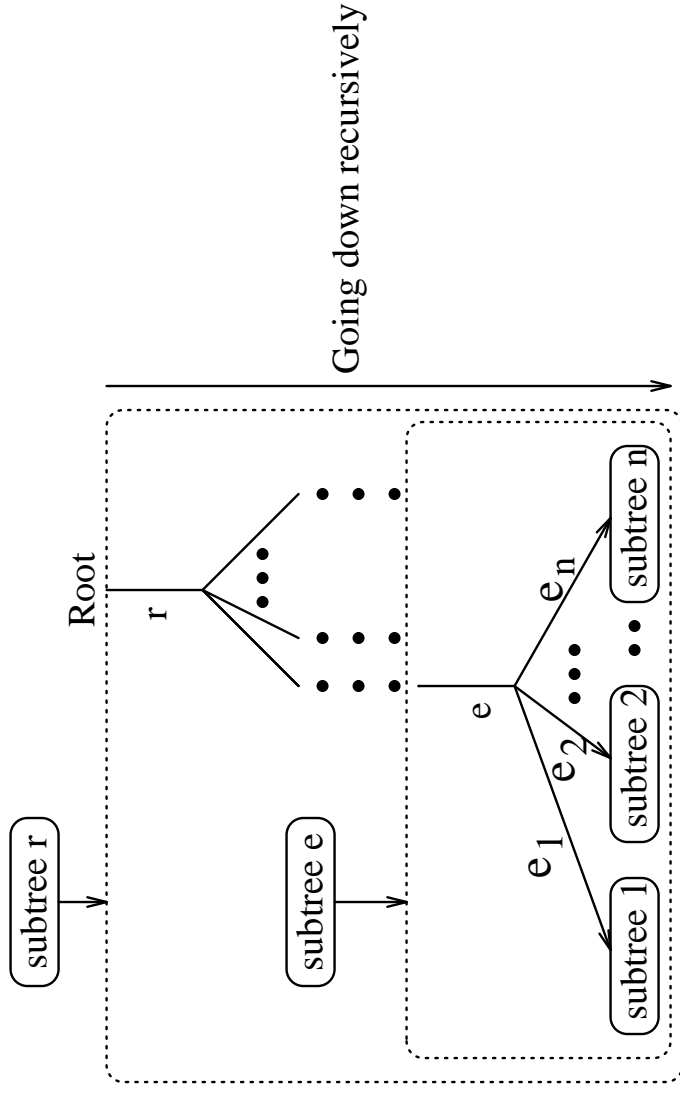 subtree r
Root
r
Going down recursively
subtree e
e
e1
e2
en
subtree 1
subtree 2
subtree n